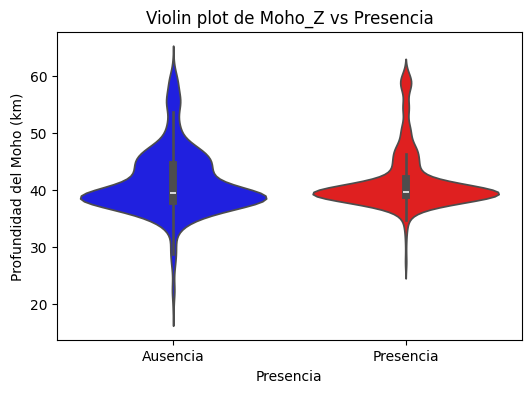 Violin plot de Moho_Z vs Presencia
Profundidad del Moho (km)
60
50
40
30
20
Ausencia
Presencia
Presencia